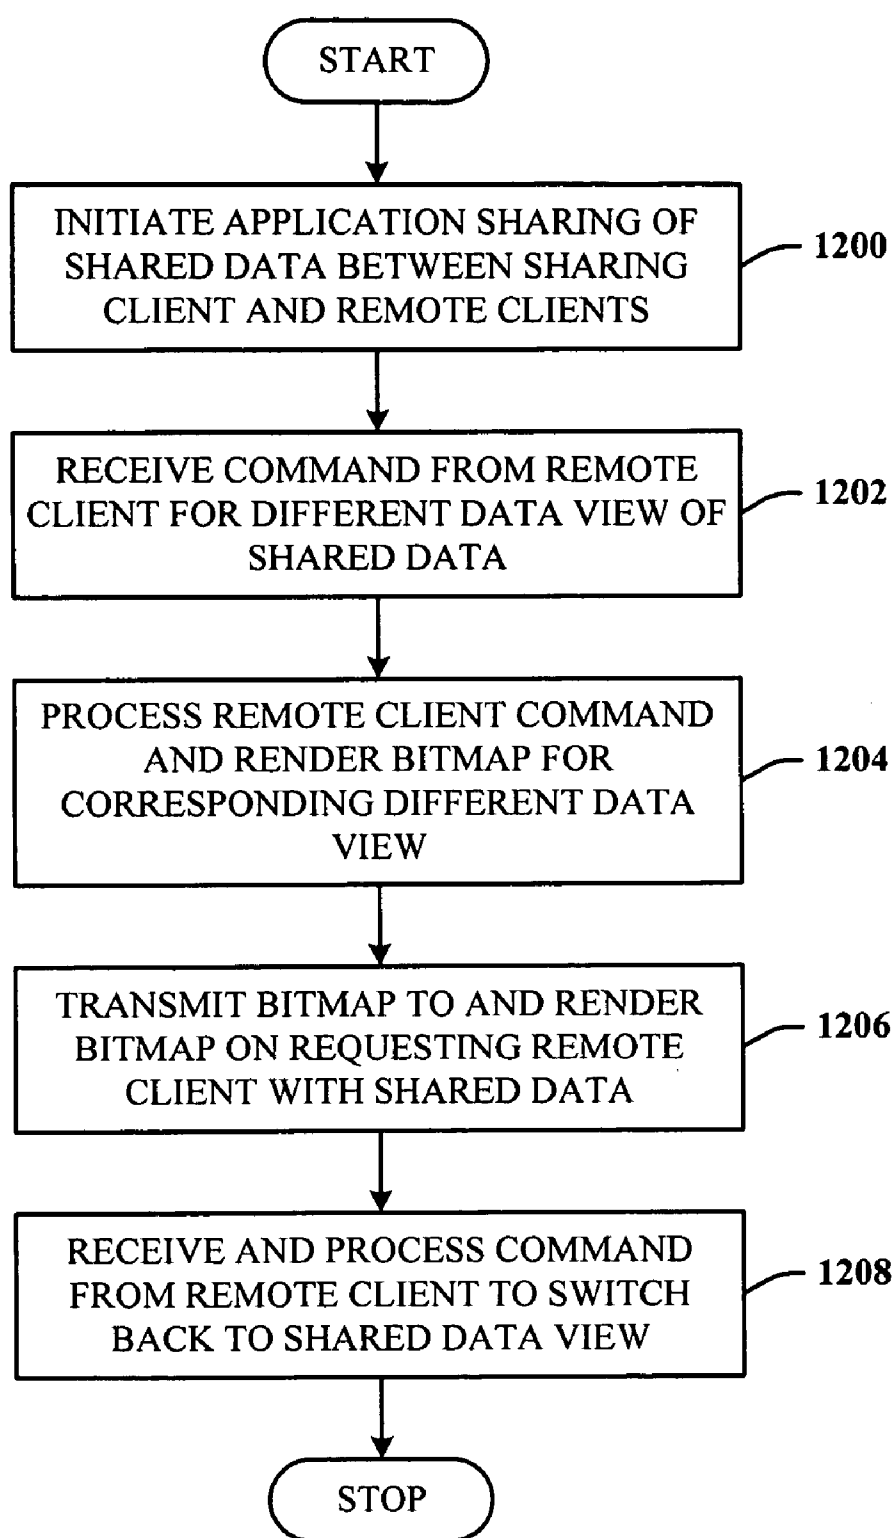 START
INITIATE APPLICATION SHARING OF
SHARED DATA BETWEEN SHARING
CLIENT AND REMOTE CLIENTS
1200
RECEIVE COMMAND FROM REMOTE
CLIENT FOR DIFFERENT DATA VIEW OF
SHARED DATA
1202
PROCESS REMOTE CLIENT COMMAND
AND RENDER BITMAP FOR
CORRESPONDING DIFFERENT DATA
VIEW
1204
TRANSMIT BITMAP TO AND RENDER
BITMAP ON REQUESTING REMOTE
CLIENT WITH SHARED DATA
1206
RECEIVE AND PROCESS COMMAND
FROM REMOTE CLIENT TO SWITCH
BACK TO SHARED DATA VIEW
1208
STOP